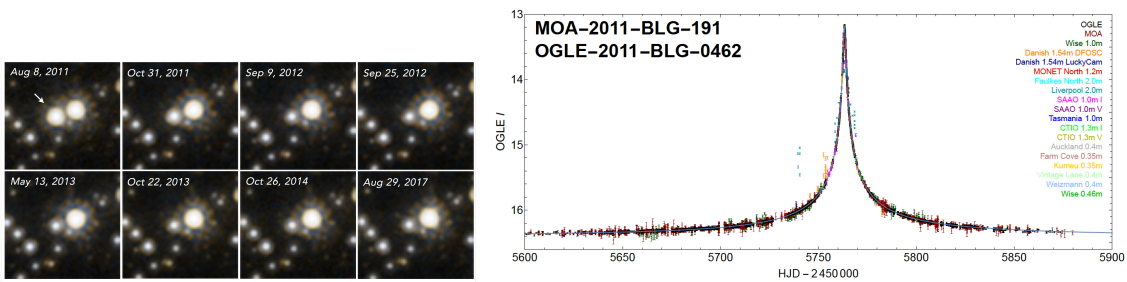 Aug 8, 2011
Oct 31, 2011
Sep 9, 2012
Sep 25, 2012
May 13, 2013
Oct 22, 2013
Oct 26, 2014
Aug 29, 2017
MOA–2011–BLG–191
OGLE–2011–BLG–0462
OGLE
MOA
Wise 1.0m
Danish 1.54m DFOSC
Danish 1.54m LuckyCam
MONET North 1.2m
Faulkes North 2.0m
Liverpool 2.0m
SAAO 1.0m I
SAAO 1.0m V
Tasmania 1.0m
CTIO 1.3m I
CTIO 1.3m V
Auckland 0.4m
Farm Cove 0.35m
Kumeu 0.35m
Vintage Lane 0.4m
Weizmann 0.4m
Wise 0.46m
OGLE I
13
14
15
16
5600
5650
5700
5750
5800
5850
5900
HJD – 2 450 000